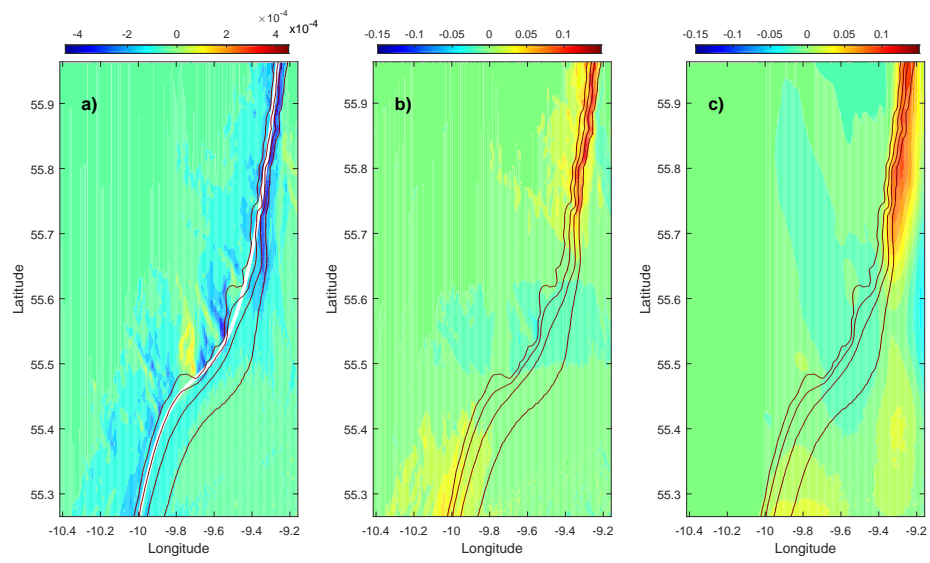 ×10⁻⁴
×10⁻⁴
-4 -2 0 2 4
-0.15 -0.1 -0.05 0 0.05 0.1
-0.15 -0.1 -0.05 0 0.05 0.1
a) b) c)
55.9 55.9 55.9
55.8 55.8 55.8
55.7 55.7 55.7
Latitude Latitude Latitude
55.6 55.6 55.6
55.5 55.5 55.5
55.4 55.4 55.4
55.3 55.3 55.3
-10.4 -10.2 -10 -9.8 -9.6 -9.4 -9.2
-10.4 -10.2 -10 -9.8 -9.6 -9.4 -9.2
-10.4 -10.2 -10 -9.8 -9.6 -9.4 -9.2
Longitude Longitude Longitude